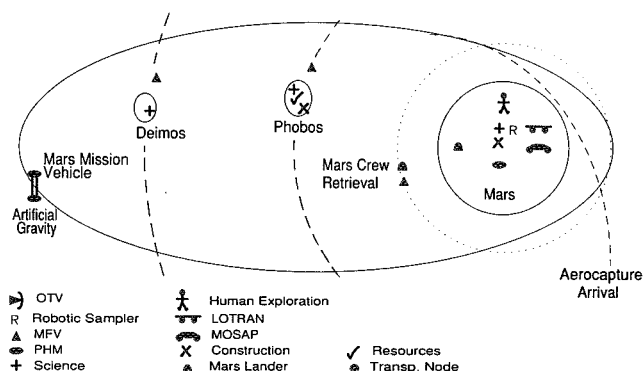 Deimos
Phobos
R
Mars Mission
Vehicle
Mars Crew
Retrieval
Mars
Artificial
Gravity
Aerocapture
Arrival
OTV
Human Exploration
R Robotic Sampler
LOTRAN
MFV
MOSAP
PHM
Construction
Resources
Science
Mars Lander
Transp. Node